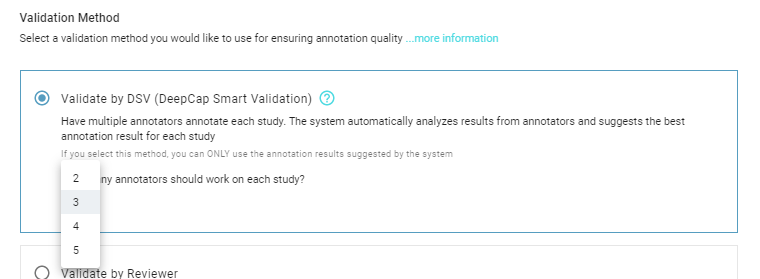 Validation Method
Select a validation method you would like to use for ensuring annotation quality ...more information
Validate by DSV (DeepCap Smart Validation) ?
Have multiple annotators annotate each study. The system automatically analyzes results from annotators and suggests the best
annotation result for each study
If you select this method, you can ONLY use the annotation results suggested by the system
2
ny annotators should work on each study?
3
4
5
Validate by Reviewer